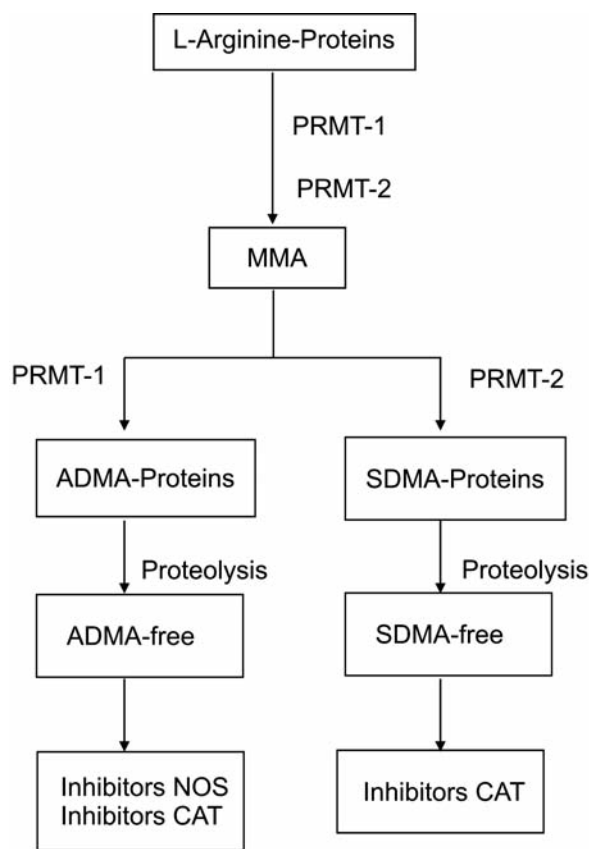 L-Arginine-Proteins
PRMT-1
PRMT-2
MMA
PRMT-1
PRMT-2
ADMA-Proteins
SDMA-Proteins
Proteolysis
Proteolysis
ADMA-free
SDMA-free
Inhibitors NOS
Inhibitors CAT
Inhibitors CAT